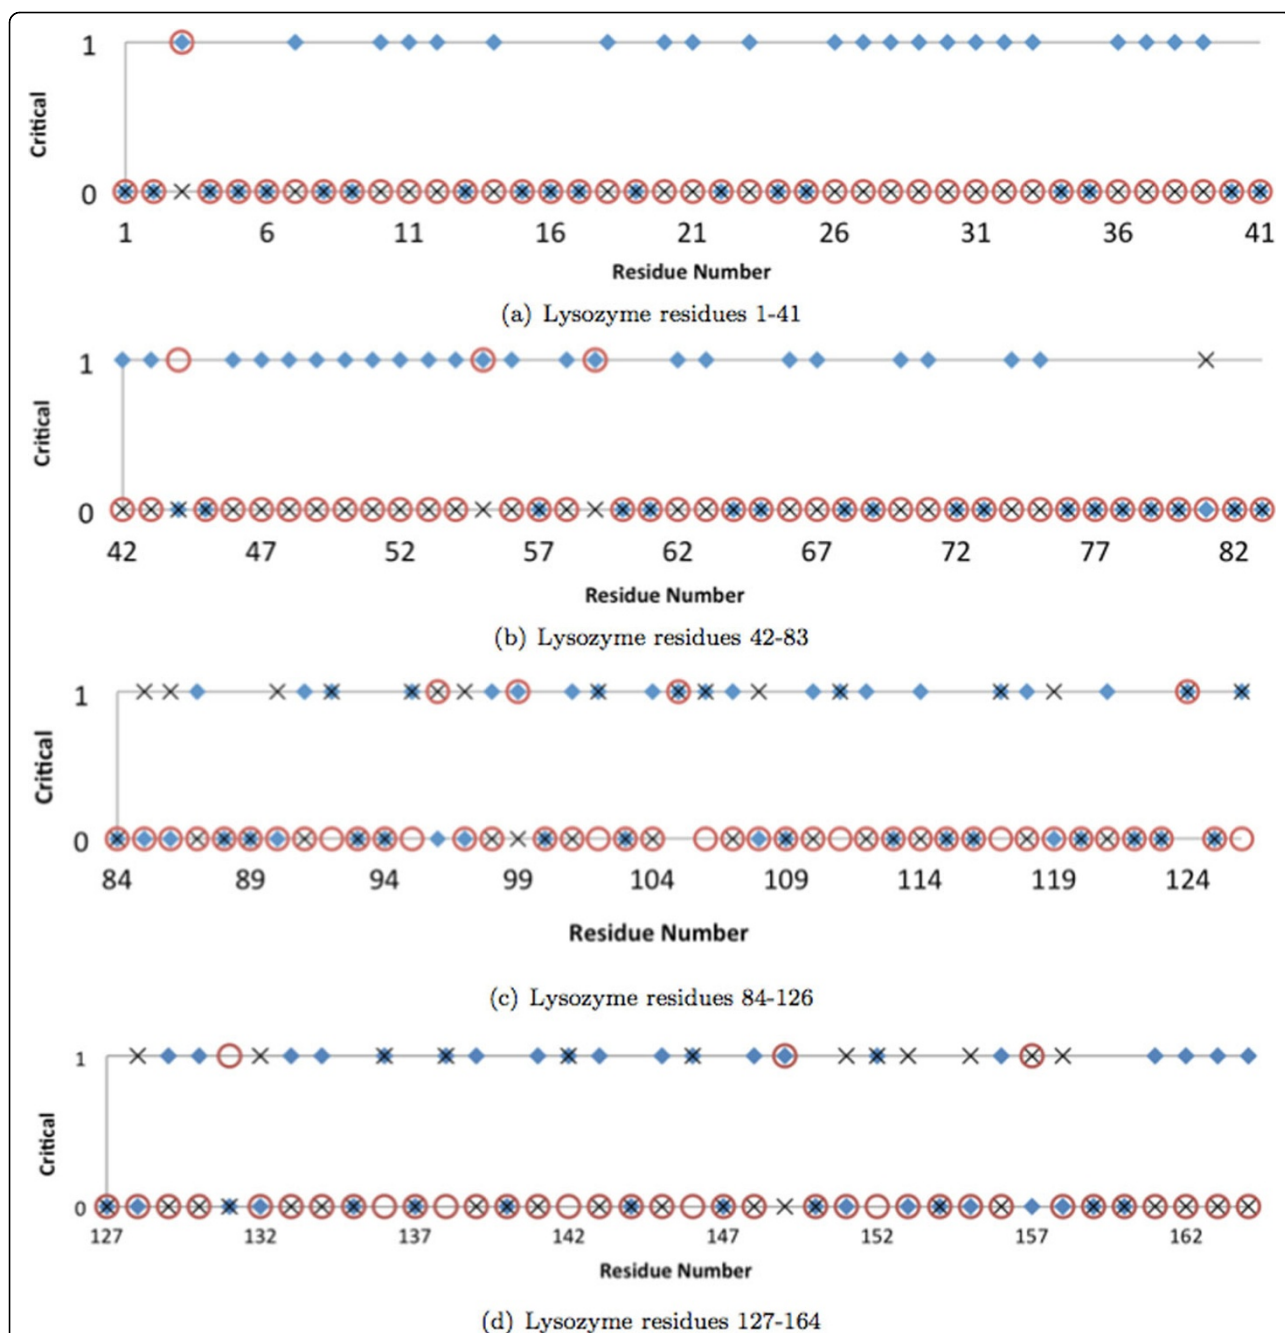 1
Critical
0
1 6 11 16 21 26 31 36 41
Residue Number
(a) Lysozyme residues 1-41
1
Critical
0
42 47 52 57 62 67 72 77 82
Residue Number
(b) Lysozyme residues 42-83
1
Critical
0
84 89 94 99 104 109 114 119 124
Residue Number
(c) Lysozyme residues 84-126
1
Critical
0
127 132 137 142 147 152 157 162
Residue Number
(d) Lysozyme residues 127-164